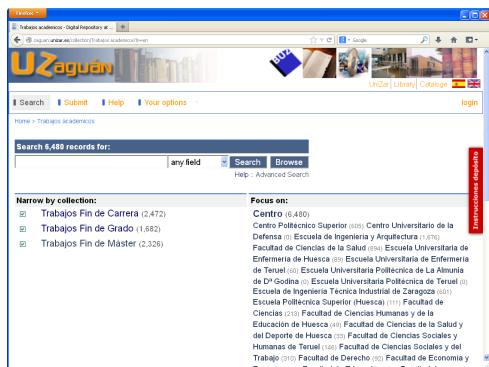 Firefox
Trabajos academicos - Digital Repository at ...
zaguan.unizar.es/collection/Trabajos academicos?ln=en
Google
UZaguán
BUZ
UniZar | Library | Catalogo
Search Submit Help Your options
login
Home > Trabajos academicos
Search 6,480 records for:
any field Search Browse
Help :: Advanced Search
Instrucciones depósito
Narrow by collection:
Trabajos Fin de Carrera (2,472)
Trabajos Fin de Grado (1,682)
Trabajos Fin de Máster (2,326)
Focus on:
Centro (6,480)
Centro Politécnico Superior (605) Centro Universitario de la
Defensa (0) Escuela de Ingeniería y Arquitectura (1,676)
Facultad de Ciencias de la Salud (694) Escuela Universitaria de
Enfermería de Huesca (89) Escuela Universitaria de Enfermería
de Teruel (60) Escuela Universitaria Politécnica de La Almunia
de Dª Godina (0) Escuela Universitaria Politécnica de Teruel (0)
Escuela de Ingeniería Técnica Industrial de Zaragoza (601)
Escuela Politécnica Superior (Huesca) (111) Facultad de
Ciencias (213) Facultad de Ciencias Humanas y de la
Educación de Huesca (49) Facultad de Ciencias de la Salud y
del Deporte de Huesca (33) Facultad de Ciencias Sociales y
Humanas de Teruel (146) Facultad de Ciencias Sociales y del
Trabajo (310) Facultad de Derecho (92) Facultad de Economía y